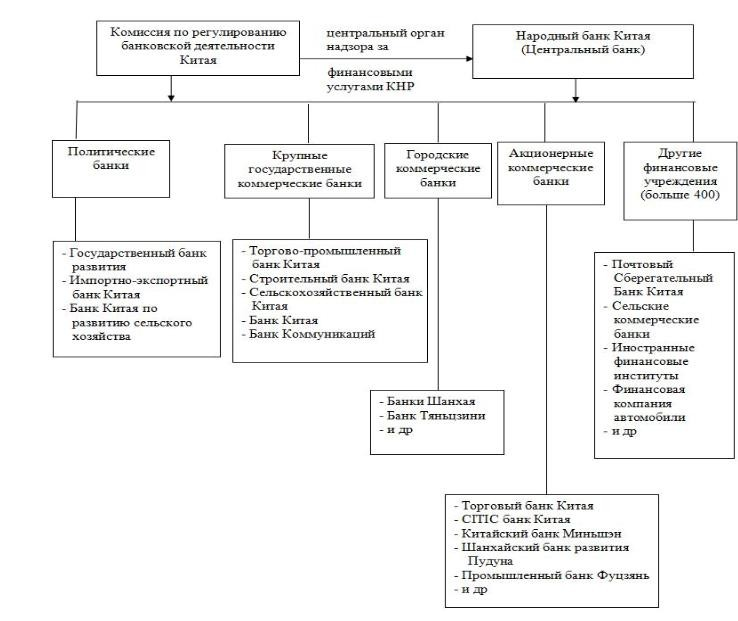 Комиссия по регулированию
банковской деятельности
Китая
центральный орган
надзора за
финансовыми
услугами КНР
Народный банк Китая
(Центральный банк)
Политические
банки
Крупные
государственные
коммерческие банки
Городские
коммерческие
банки
Акционерные
коммерческие
банки
Другие
финансовые
учреждения
(больше 400)
- Государственный банк
развития
- Импортно-экспортный
банк Китая
- Банк Китая по
развитию сельского
хозяйства
- Торгово-промышленный
банк Китая
- Строительный банк Китая
- Сельскохозяйственный банк
Китая
- Банк Китая
- Банк Коммуникаций
- Банки Шанхая
- Банк Тяньцзини
- и др
- Торговый банк Китая
- CITIC банк Китая
- Китайский банк Миньшэн
- Шанхайский банк развития
Пудуна
- Промышленный банк Фуцзянь
- и др
- Почтовый
Сберегательный
Банк Китая
- Сельские
коммерческие
банки
- Иностранные
финансовые
институты
- Финансовая
компания
автомобили
- и др